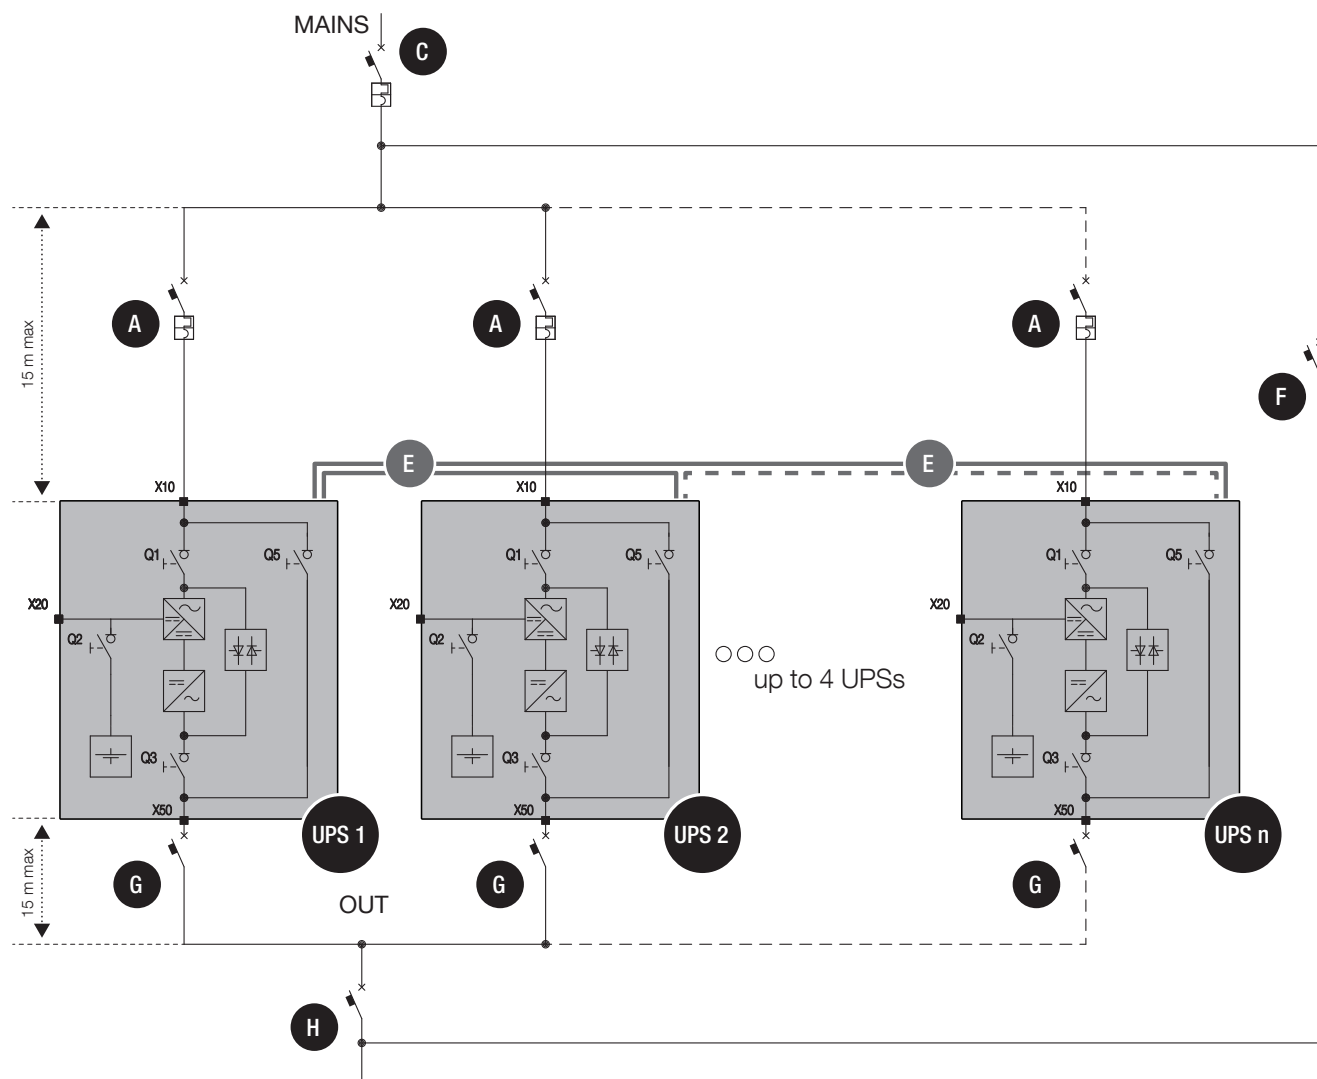 MAINS
C
A
A
A
15 m max
F
E
E
X10
X10
X10
Q1
Q5
Q1
Q5
Q1
Q5
X20
X20
X20
Q2
Q2
Q2
up to 4 UPSs
Q3
Q3
Q3
X50
X50
X50
UPS 1
UPS 2
UPS n
15 m max
G
G
G
OUT
H